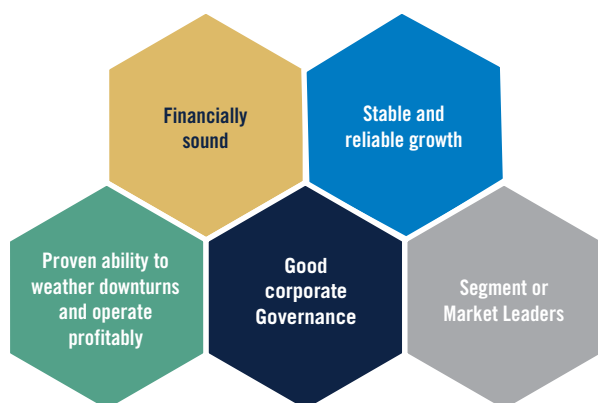 Financially
sound
Stable and
reliable growth
Proven ability to
weather downturns
and operate
profitably
Good
corporate
Governance
Segment or
Market Leaders